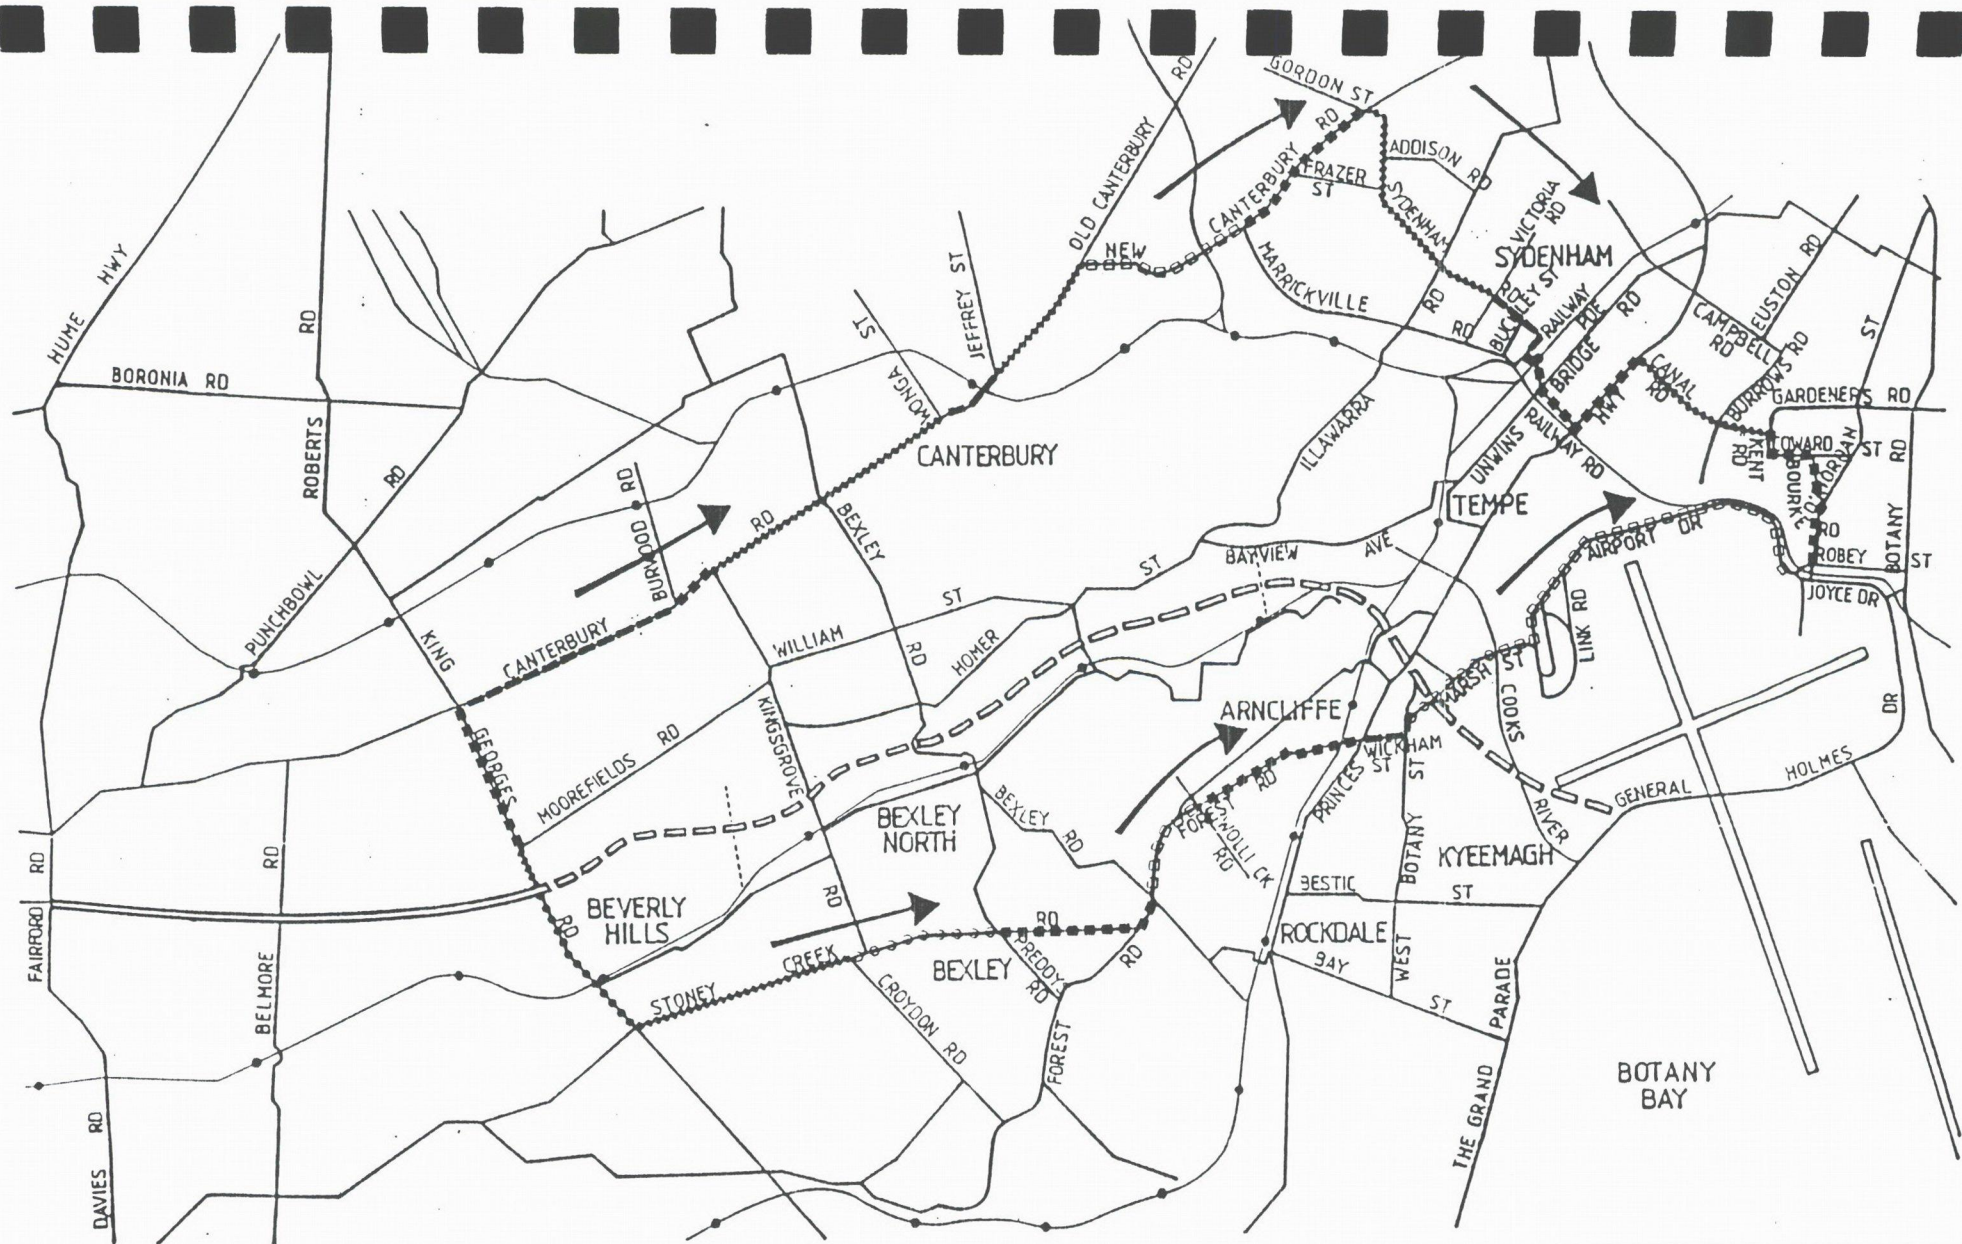 GORDON ST
RD
OLD CANTERBURY
RD
CANTERBURY
NEW
FRAZER
ST
ADDISON
RD
SYDENHAM
RD
VICTORIA
RD
SYDENHAM
BUCKLEY ST
RAILWAY
PDE
RD
MARRICKVILLE
RD
BRIDGE
EUSTON RD
CAMPBELL
RD
BURROWS RD
CANAL
RD
HWY
GARDENERS RD
ST
HUME HWY
BORONIA RD
RD
ROBERTS
RD
PUNCHBOWL
WONGA
ST
JEFFREY ST
CANTERBURY
ILLAWARRA
RD
UNWINS
RAILWAY RD
TEMPE
COWARD ST
KENT
RD
BOURKE
RD
O'RIORDAN
BOTANY
RD
ROBEY
ST
JOYCE DR
AIRPORT DR
LINK RD
BURWOOD RD
CANTERBURY
RD
BEXLEY
RD
KING
GEORGES
RD
WILLIAM
ST
HOMER
ST
BAYVIEW
AVE
MOOREFIELDS RD
KINGSGROVE
RD
ARNCLIFFE
MARSH ST
COOKS
RIVER
WICKHAM
ST
PRINCES
FOREST
RD
WOLLI CK
RD
GENERAL
HOLMES
DR
BEXLEY
NORTH
BEXLEY
RD
BEVERLY
HILLS
STONEY
CREEK
RD
BEXLEY
PREDDYS
RD
CROYDON RD
FOREST
RD
KYEEMAGH
BESTIC
ST
ROCKDALE
BAY
ST
WEST
BOTANY
ST
THE GRAND
PARADE
BOTANY
BAY
FAIRFORD
RD
BELMORE
RD
DAVIES
RD